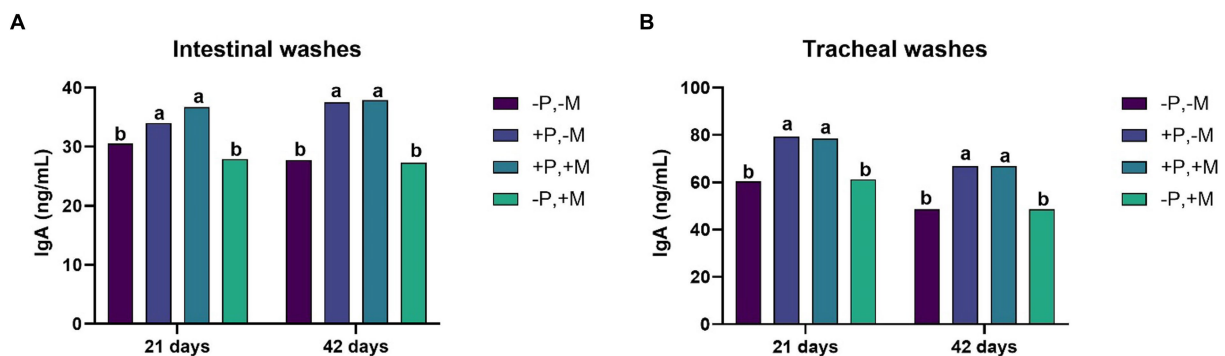 A
Intestinal washes
IgA (ng/mL)
40
30
20
10
0
b
a
a
b
b
a
a
b
21 days
42 days
-P,-M
+P,-M
+P,+M
-P,+M
B
Tracheal washes
IgA (ng/mL)
100
80
60
40
20
0
b
a
a
b
b
a
a
b
21 days
42 days
-P,-M
+P,-M
+P,+M
-P,+M